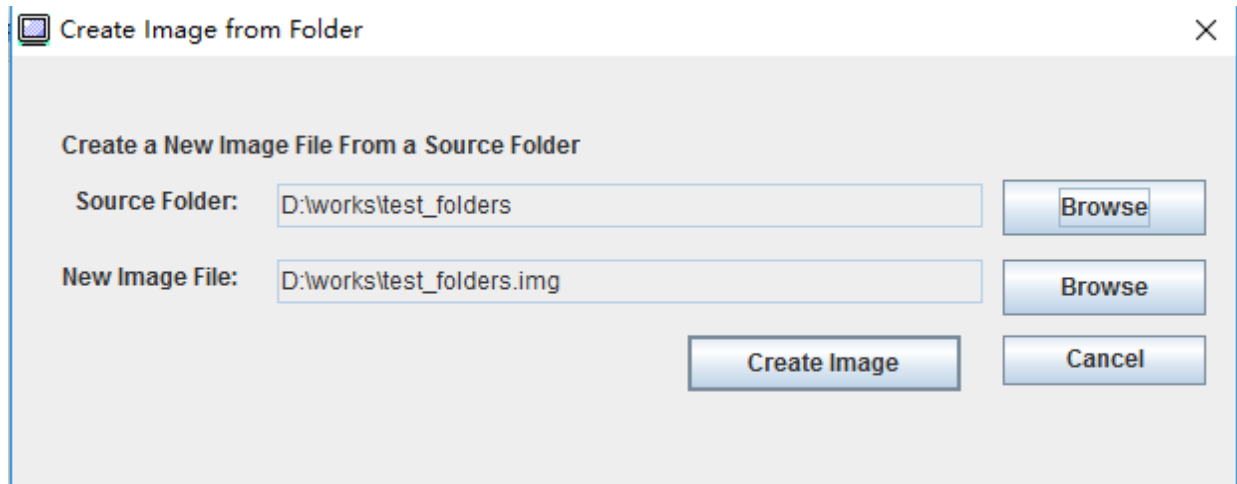 Create Image from Folder
Create a New Image File From a Source Folder
Source Folder: D:\works\test_folders Browse
New Image File: D:\works\test_folders.img Browse
Create Image Cancel